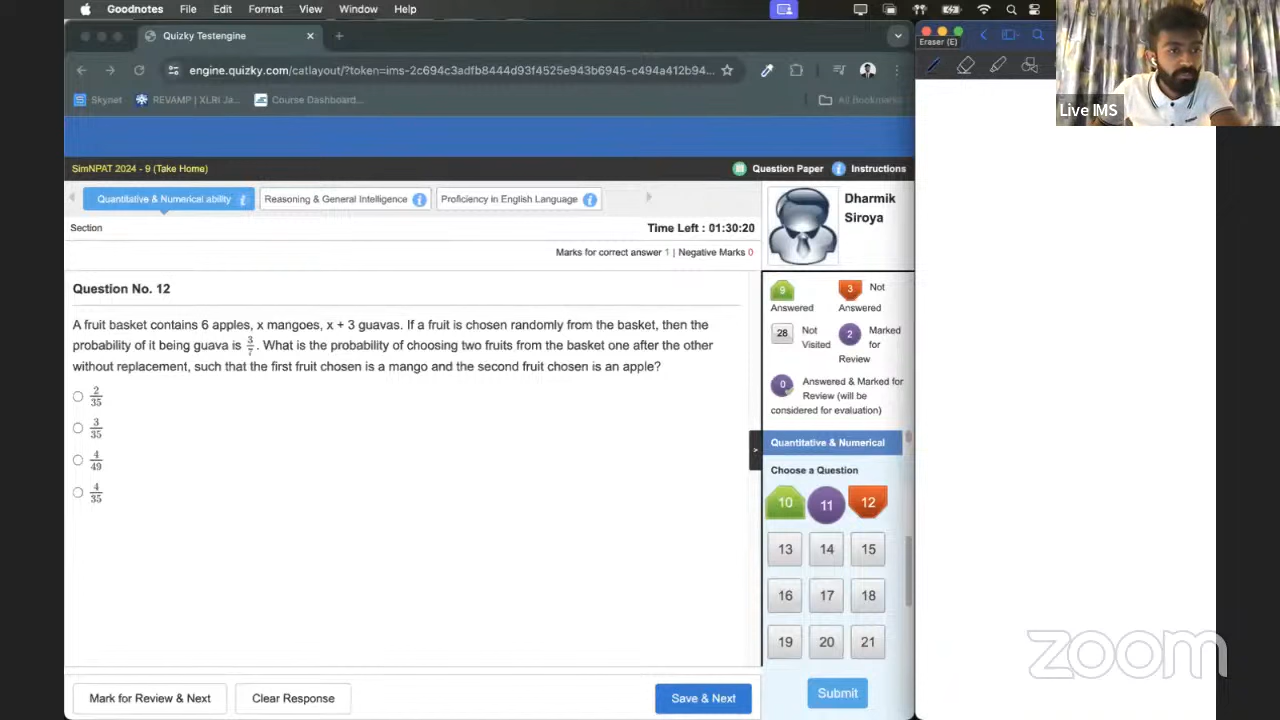 Goodnotes File Edit Format View Window Help
Quizky Testengine
engine.quizky.com/catlayout/?token=ims-2c694c3adfb8444d93f4525e943b6945-c494a412b94...
Skynet REVAMP | XLRI Ja... Course Dashboard... All Bookmarks
Eraser (E)
Live IMS
SimNPAT 2024 - 9 (Take Home) Question Paper Instructions
Quantitative & Numerical ability Reasoning & General Intelligence Proficiency in English Language
Section Time Left : 01:30:20
Marks for correct answer 1 | Negative Marks 0
Dharmik
Siroya
Question No. 12
A fruit basket contains 6 apples, x mangoes, x + 3 guavas. If a fruit is chosen randomly from the basket, then the
probability of it being guava is 3/7. What is the probability of choosing two fruits from the basket one after the other
without replacement, such that the first fruit chosen is a mango and the second fruit chosen is an apple?
2/35
3/35
4/49
4/35
9 Answered
3 Not Answered
28 Not Visited
2 Marked for Review
0 Answered & Marked for
Review (will be
considered for evaluation)
>
Quantitative & Numerical
Choose a Question
10 11 12
13 14 15
16 17 18
19 20 21
Mark for Review & Next Clear Response Save & Next Submit
zoom